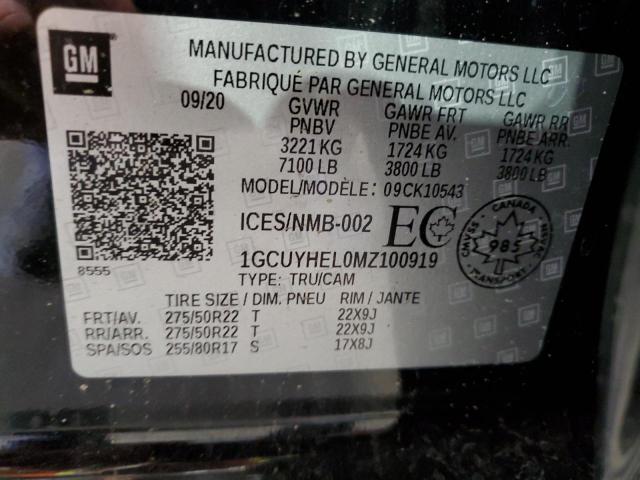 GM
MANUFACTURED BY GENERAL MOTORS LLC
FABRIQUÉ PAR GENERAL MOTORS LLC
09/20 GVWR GAWR FRT GAWR RR
PNBV PNBE AV. PNBE ARR.
3221 KG 1724 KG 1724 KG
7100 LB 3800 LB 3800 LB
MODEL/MODÈLE: 09CK10543
ICES/NMB-002 EC
CANADA
CMVSS 985 NSVAC
TRANSPORT
8555
1GCUYHEL0MZ100919
TYPE: TRU/CAM
TIRE SIZE / DIM. PNEU RIM / JANTE
FRT/AV. 275/50R22 T 22X9J
RR/ARR. 275/50R22 T 22X9J
SPA/SOS 255/80R17 S 17X8J